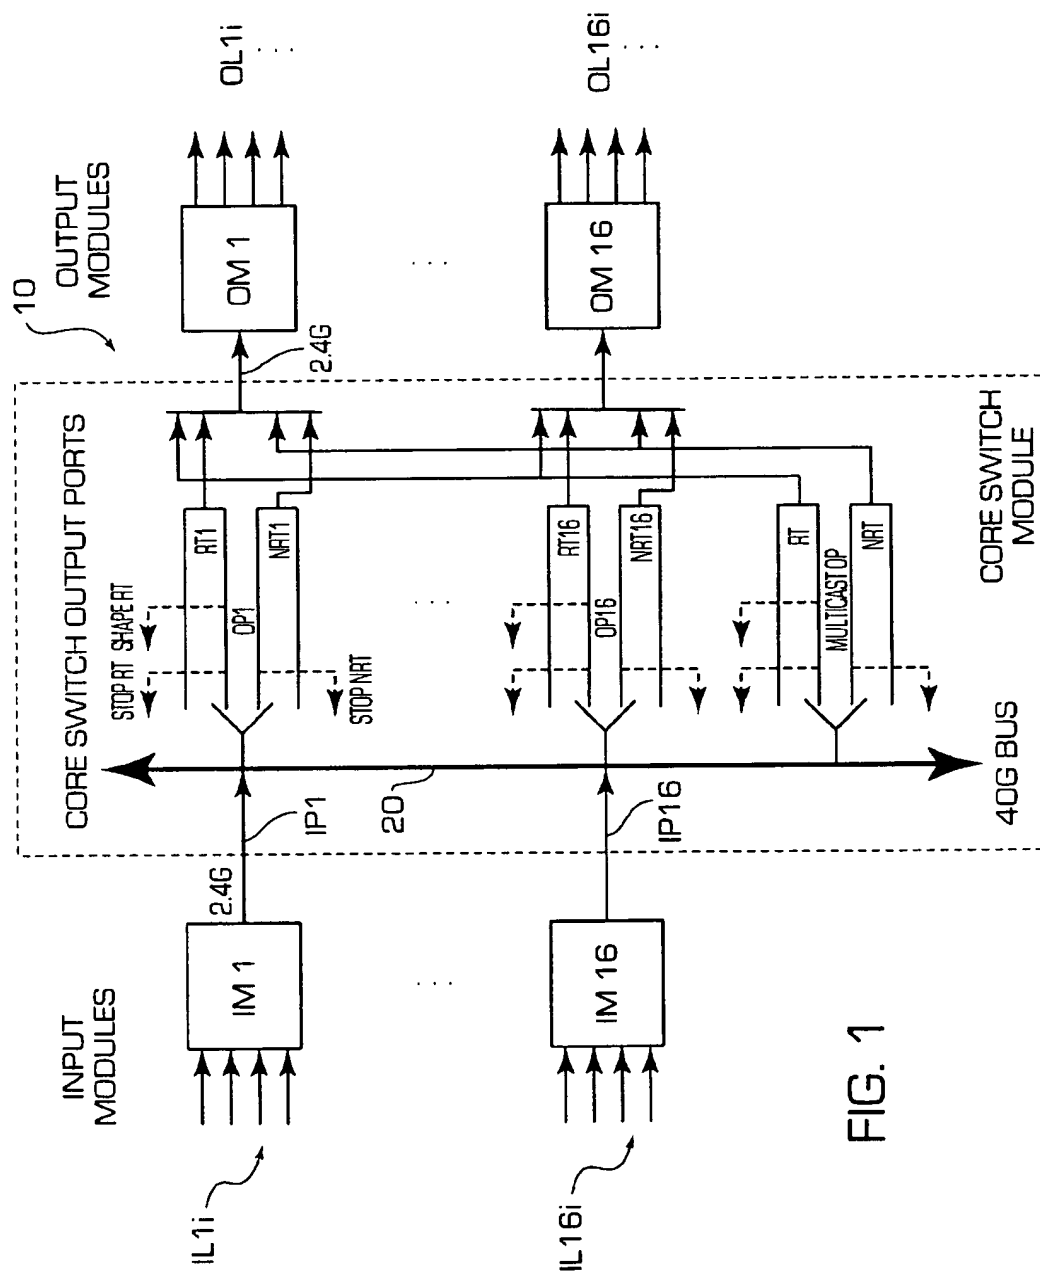 10
INPUT
MODULES
CORE SWITCH OUTPUT PORTS
OUTPUT
MODULES
IL1i
IM 1
2.4G
IP1
STOP RT
SHAPE RT
STOP NRT
RT1
OP1
NRT1
2.4G
OM 1
OL1i
. . .
. . .
. . .
. . .
20
IL16i
IM 16
IP16
RT16
OP16
NRT16
OM 16
OL16i
. . .
RT
MULTICAST OP
NRT
40G BUS
CORE SWITCH
MODULE
FIG. 1